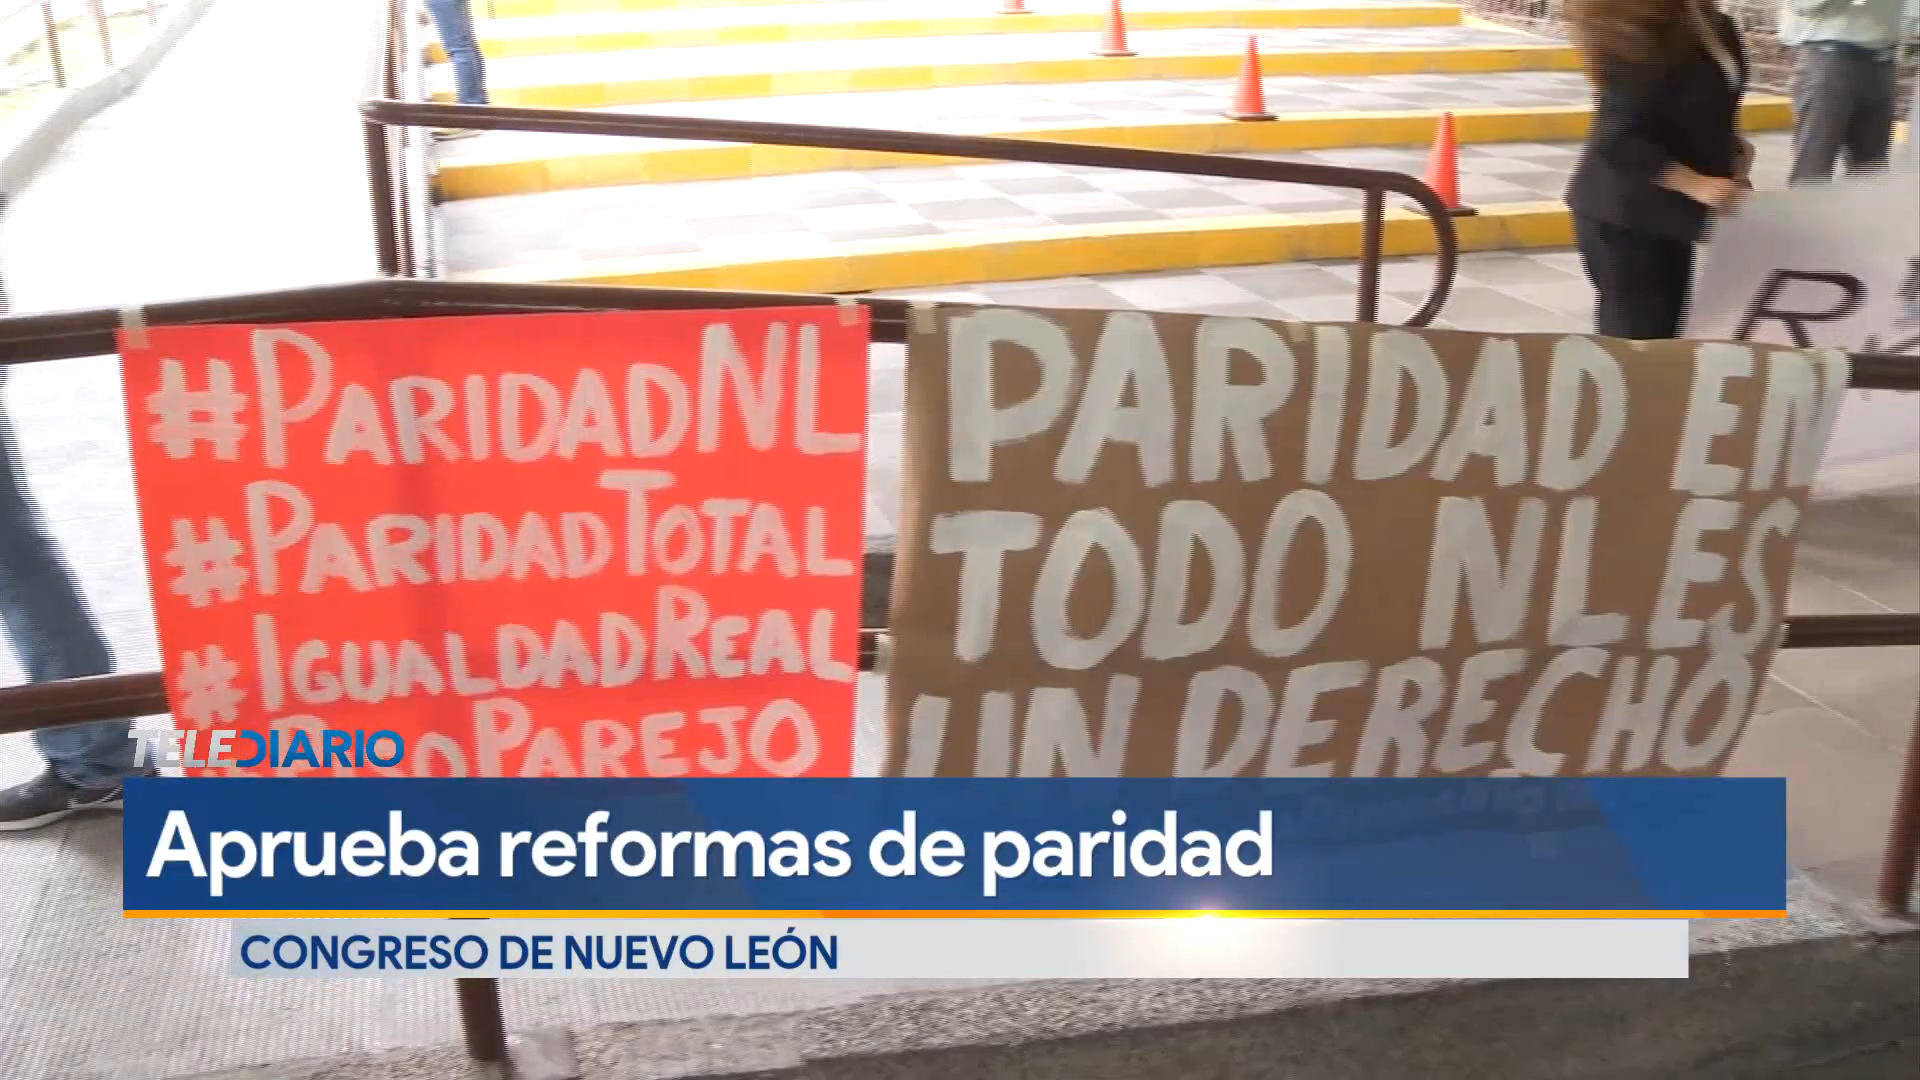 #PARIDADNL
#PARIDADTOTAL
#IGUALDADREAL
PAREJO
PARIDAD EN
TODO NL ES
UN DERECHO
TELEDIARIO
Aprueba reformas de paridad
CONGRESO DE NUEVO LEÓN